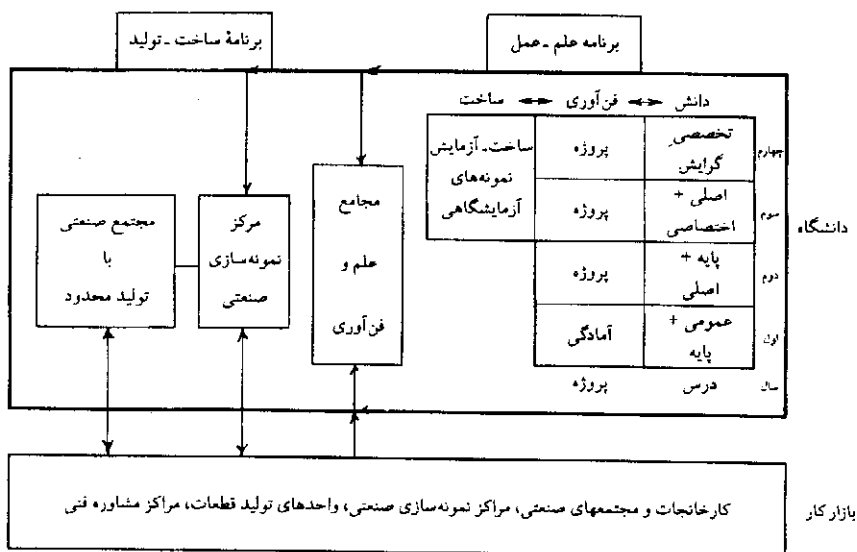 برنامه علم ـ عمل
برنامهٔ ساخت ـ تولید
دانش ↔ فن‌آوری ↔ ساخت
چهارم
تخصصی
گرایش
پروژه
ساخت ـ آزمایش
نمونه‌های
آزمایشگاهی
سوم
اصلی +
اختصاصی
پروژه
دوم
پایه +
اصلی
پروژه
اول
عمومی +
پایه
آمادگی
سال
درس
پروژه
دانشگاه
مجامع
علم و
فن‌آوری
مرکز
نمونه‌سازی
صنعتی
مجتمع صنعتی
با
تولید محدود
بازار کار
کارخانجات و مجتمعهای صنعتی، مراکز نمونه‌سازی صنعتی، واحدهای تولید قطعات، مراکز مشاوره فنی